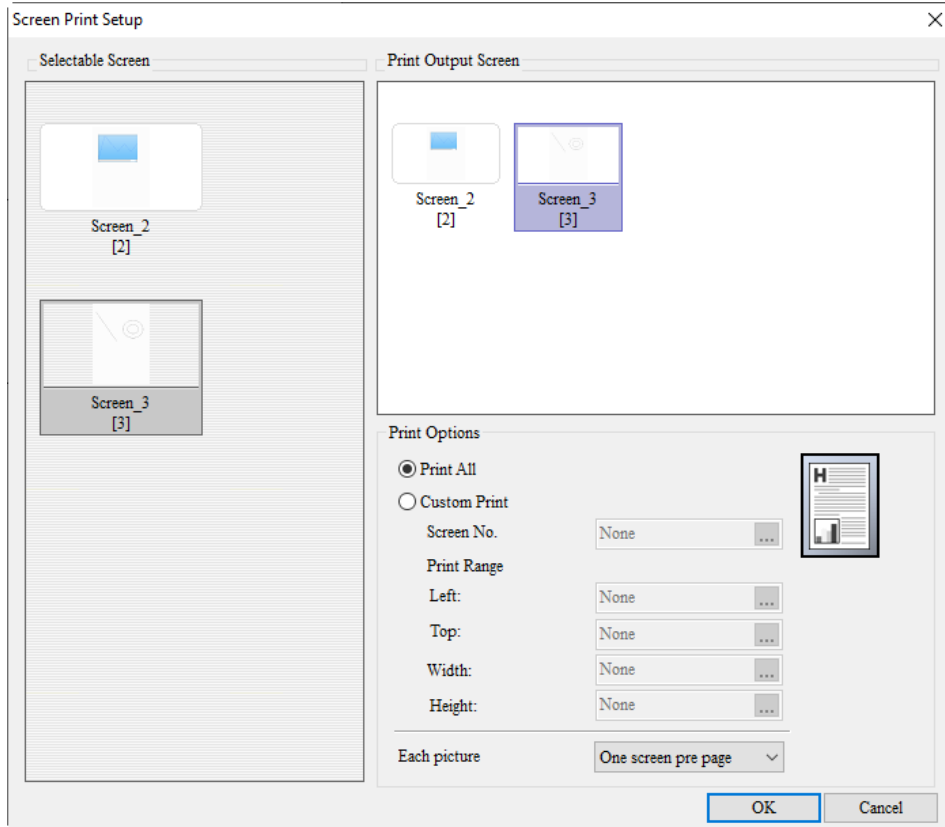 Screen Print Setup
Selectable Screen
Screen_2
[2]
Screen_3
[3]
Print Output Screen
Screen_2
[2]
Screen_3
[3]
Print Options
Print All
Custom Print
Screen No.
None
...
Print Range
Left:
None
...
Top:
None
...
Width:
None
...
Height:
None
...
Each picture
One screen pre page
H
OK
Cancel